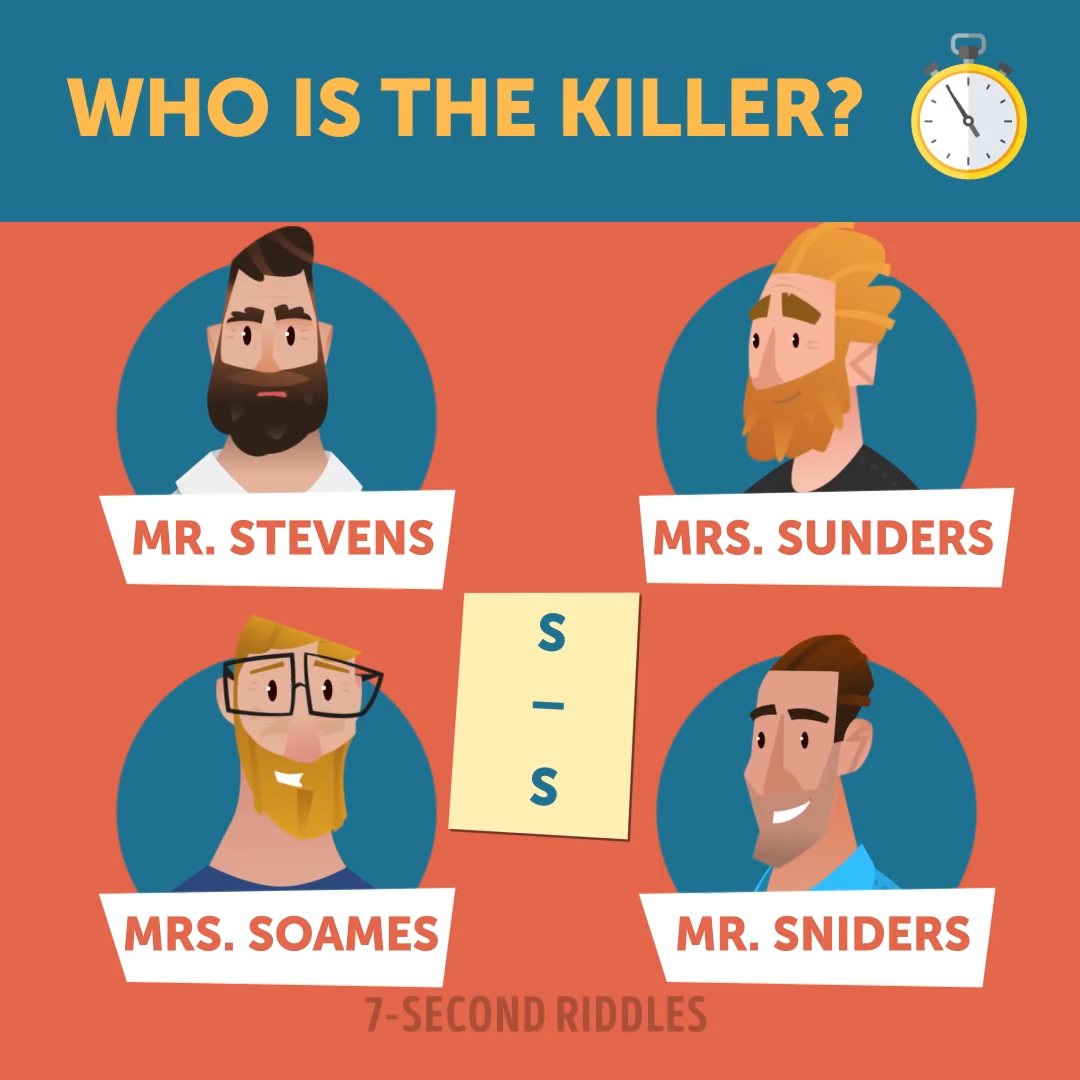 WHO IS THE KILLER?
MR. STEVENS
MRS. SUNDERS
S
–
S
MRS. SOAMES
MR. SNIDERS
7-SECOND RIDDLES